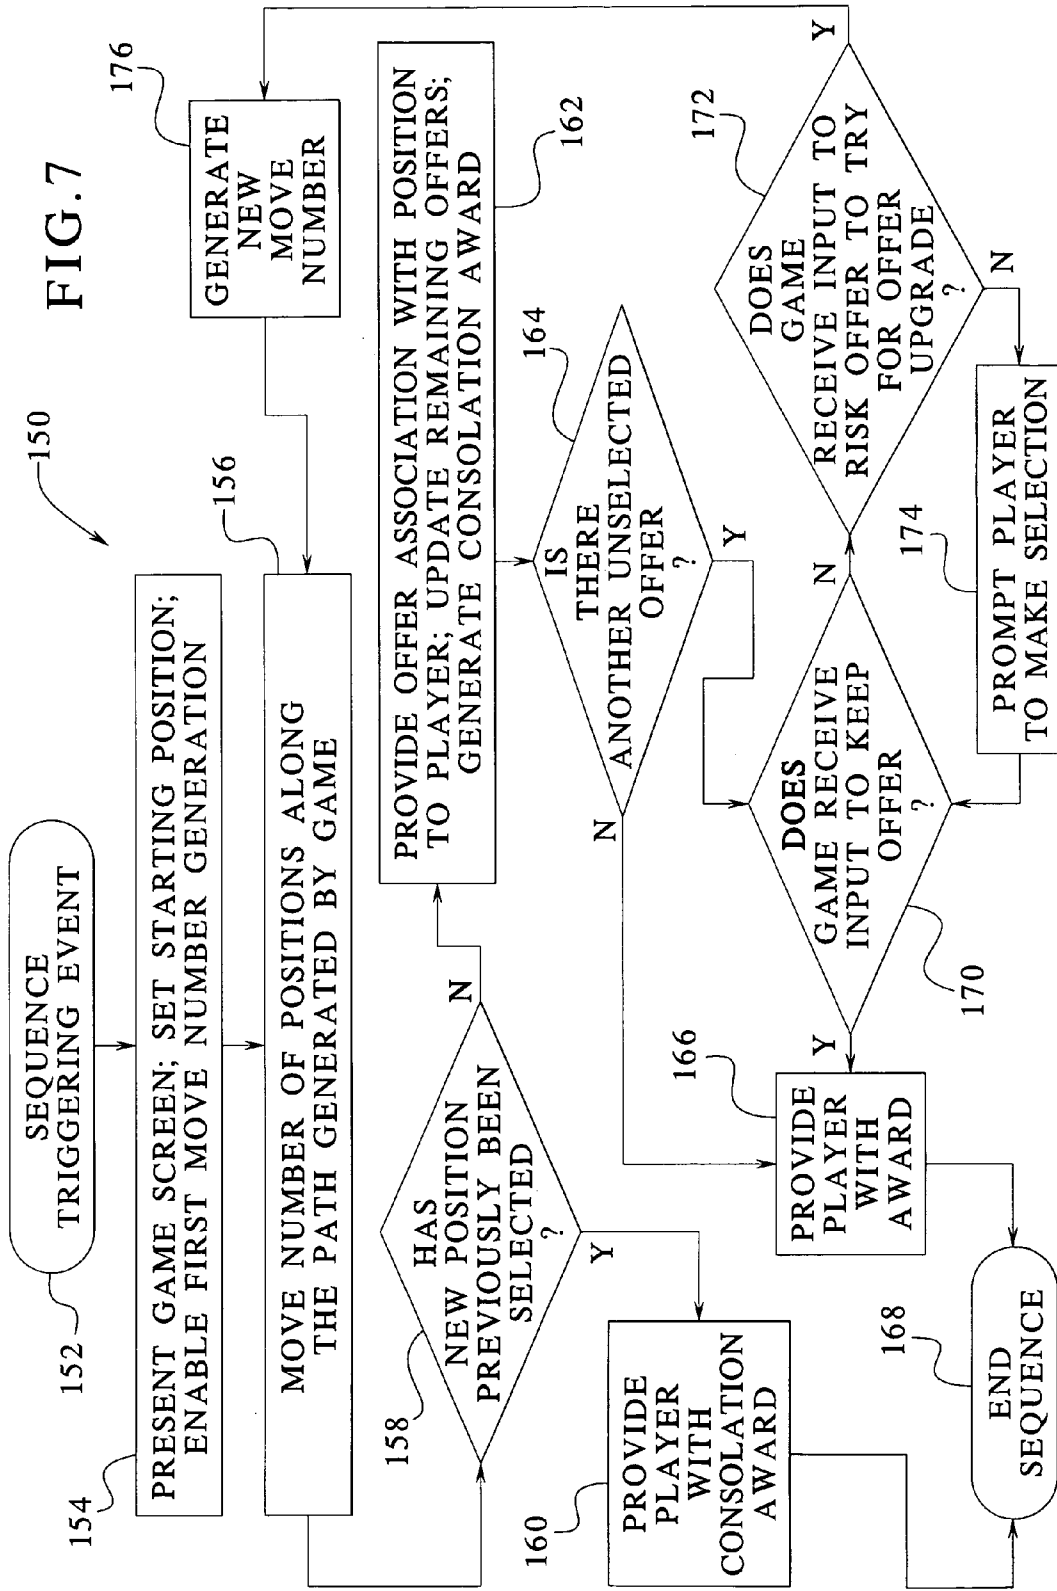 FIG.7
150
SEQUENCE
TRIGGERING EVENT
152
PRESENT GAME SCREEN; SET STARTING POSITION;
ENABLE FIRST MOVE NUMBER GENERATION
154
MOVE NUMBER OF POSITIONS ALONG
THE PATH GENERATED BY GAME
156
GENERATE
NEW
MOVE
NUMBER
176
HAS
NEW POSITION
PREVIOUSLY BEEN
SELECTED
?
158
N
Y
PROVIDE OFFER ASSOCIATION WITH POSITION
TO PLAYER; UPDATE REMAINING OFFERS;
GENERATE CONSOLATION AWARD
162
PROVIDE
PLAYER
WITH
CONSOLATION
AWARD
160
IS
THERE
ANOTHER UNSELECTED
OFFER
?
164
N
Y
PROVIDE
PLAYER
WITH
AWARD
166
DOES
GAME RECEIVE
INPUT TO KEEP
OFFER
?
170
Y
N
DOES
GAME
RECEIVE INPUT TO
RISK OFFER TO TRY
FOR OFFER
UPGRADE
?
172
Y
N
PROMPT PLAYER
TO MAKE SELECTION
174
END
SEQUENCE
168